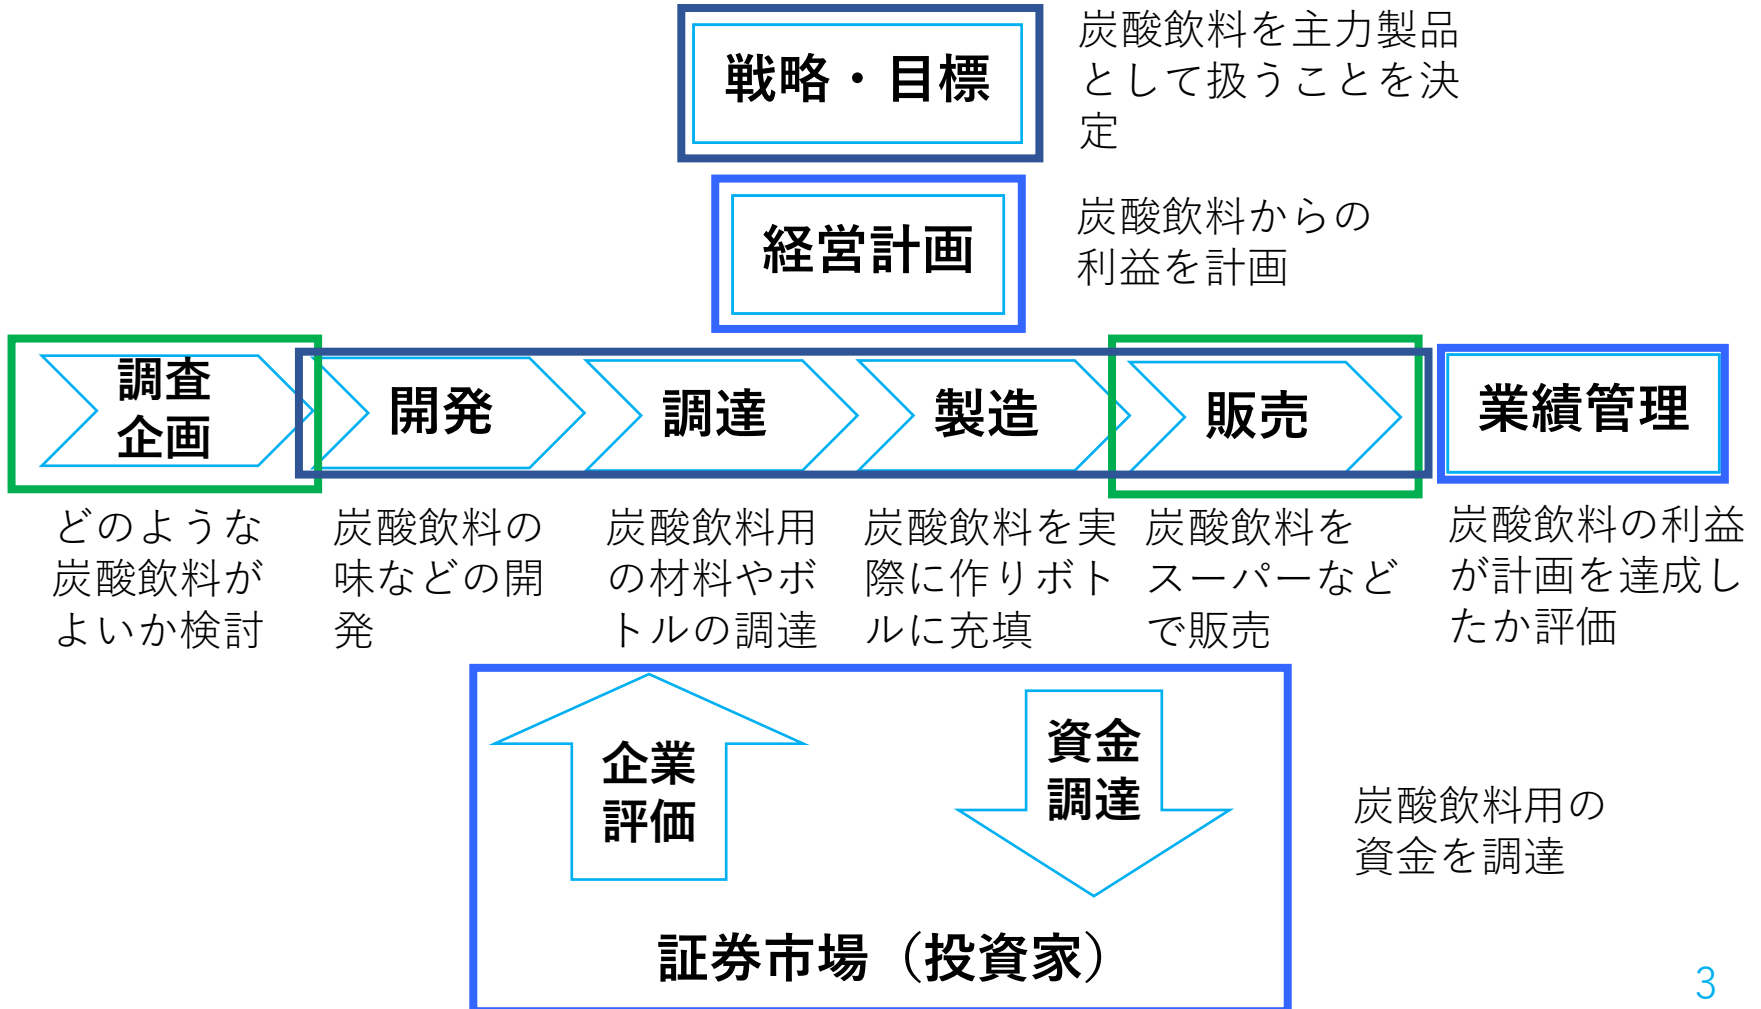 戦略・目標
炭酸飲料を主力製品
として扱うことを決
定
経営計画
炭酸飲料からの
利益を計画
調査
企画
開発
調達
製造
販売
業績管理
どのような
炭酸飲料が
よいか検討
炭酸飲料の
味などの開
発
炭酸飲料用
の材料やボ
トルの調達
炭酸飲料を実
際に作りボト
ルに充填
炭酸飲料を
スーパーなど
で販売
炭酸飲料の利益
が計画を達成し
たか評価
企業
評価
資金
調達
炭酸飲料用の
資金を調達
証券市場（投資家）
3